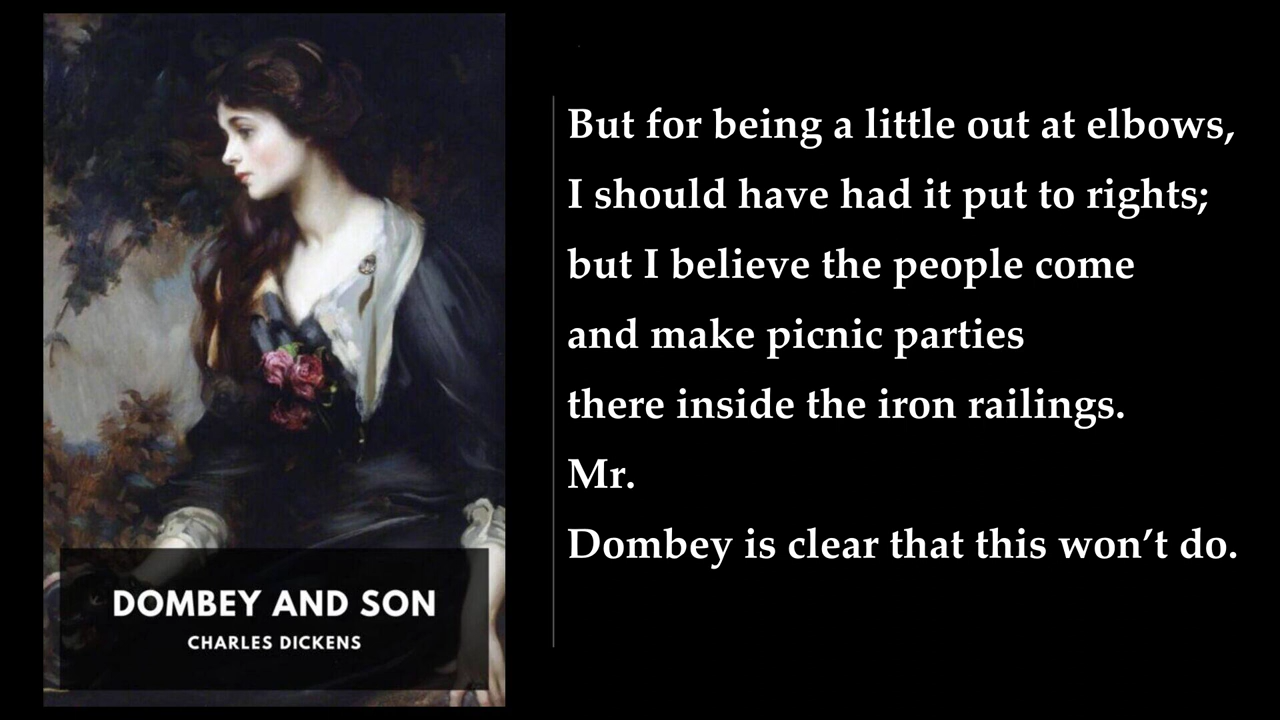 But for being a little out at elbows,
I should have had it put to rights;
but I believe the people come
and make picnic parties
there inside the iron railings.
Mr.
Dombey is clear that this won’t do.
DOMBEY AND SON
CHARLES DICKENS